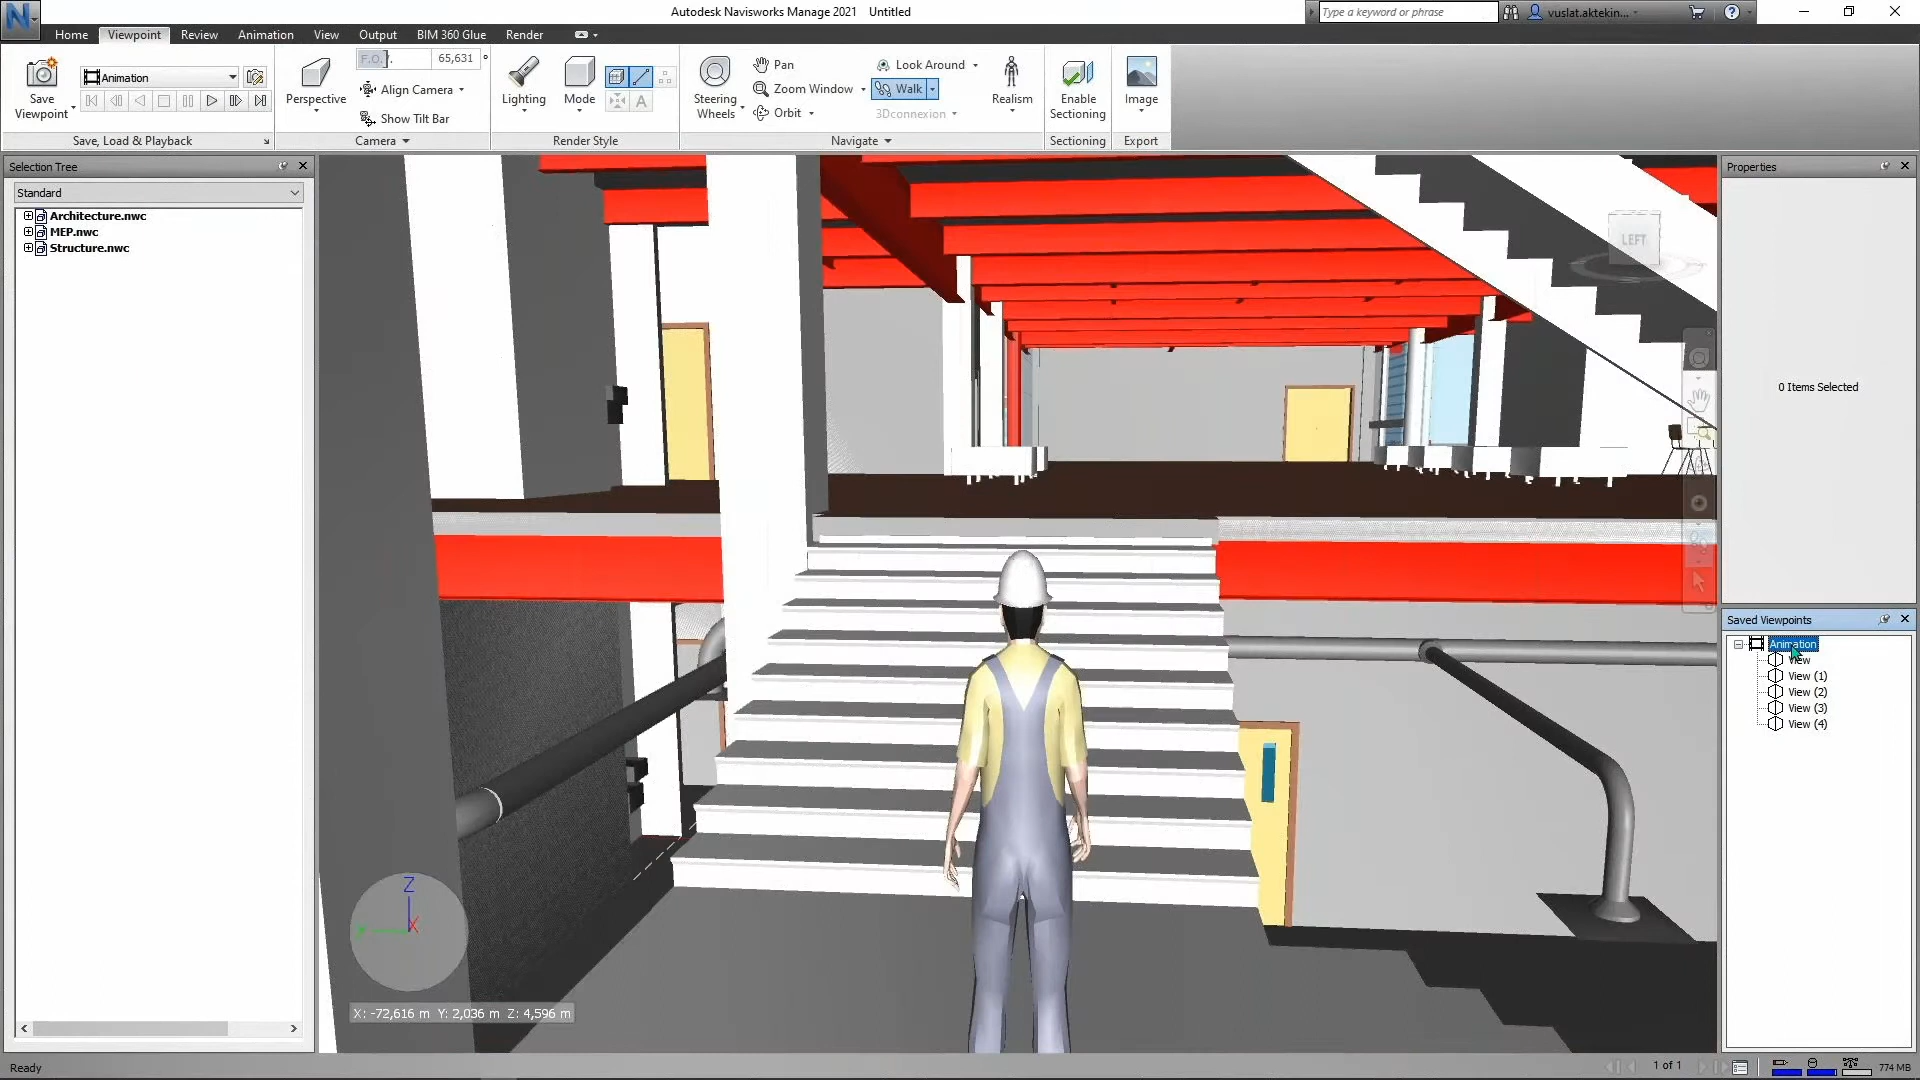 Autodesk Navisworks Manage 2021 Untitled
Type a keyword or phrase
vuslat.aktekin...
Home Viewpoint Review Animation View Output BIM 360 Glue Render
Save Viewpoint
Animation
Save, Load & Playback
Perspective
65,631 °
Align Camera
Show Tilt Bar
Camera
Lighting
Mode
A
Render Style
Steering Wheels
Pan
Zoom Window
Orbit
Look Around
Walk
3Dconnexion
Realism
Navigate
Enable Sectioning
Sectioning
Image
Export
Selection Tree
Standard
Architecture.nwc
MEP.nwc
Structure.nwc
LEFT
Z
X
X: -72,616 m Y: 2,036 m Z: 4,596 m
Properties
0 Items Selected
Saved Viewpoints
Animation
View
View (1)
View (2)
View (3)
View (4)
Ready
1 of 1
774 MB